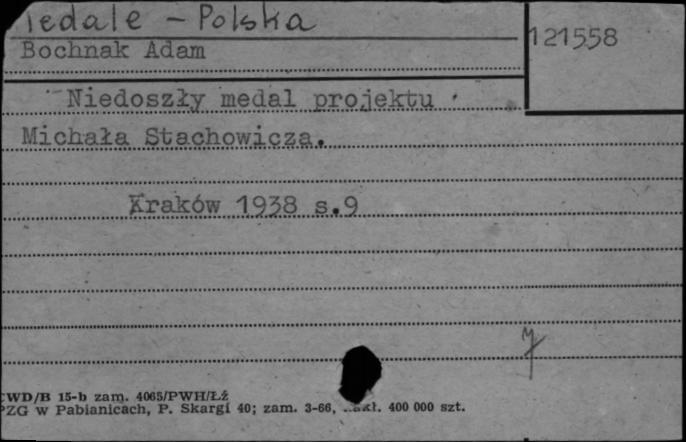 Medale - Polska
121558
Bochnak Adam
Niedoszły medal projektu
Michała Stachowicza.
Kraków 1938 s.9
WD/B 15-b zam. 4065/PWH/Łż
PZG w Pabianicach, P. Skargi 40; zam. 3-66, 400 000 szt.